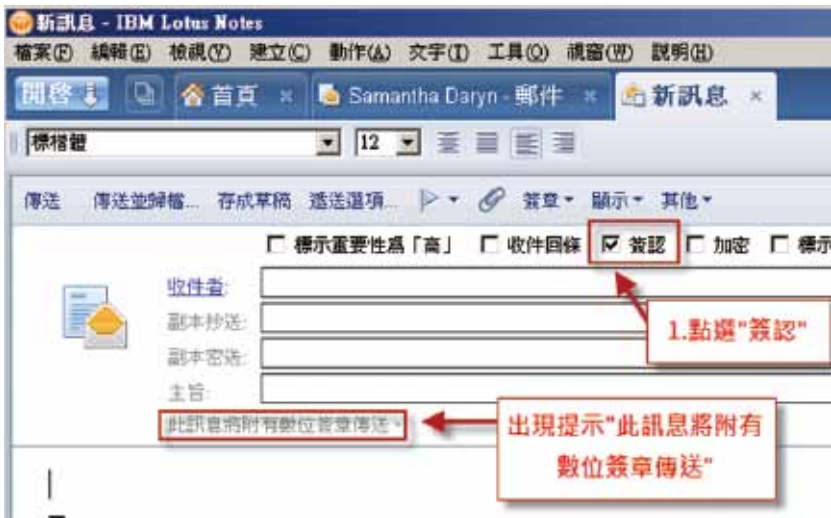 新訊息 - IBM Lotus Notes
檔案(F) 編輯(E) 檢視(Y) 建立(C) 動作(A) 文字(T) 工具(O) 視窗(W) 說明(H)
開啓 首頁 × Samantha Daryn - 郵件 × 新訊息 ×
標楷體 12
傳送 傳送並歸檔... 存成草稿 遞送選項... 簽章 顯示 其他
標示重要性為「高」 收件回條 簽認 加密 標示
收件者:
1.點選"簽認"
副本抄送:
副本密送:
主旨:
此訊息將附有數位簽章傳送
出現提示"此訊息將附有
數位簽章傳送"